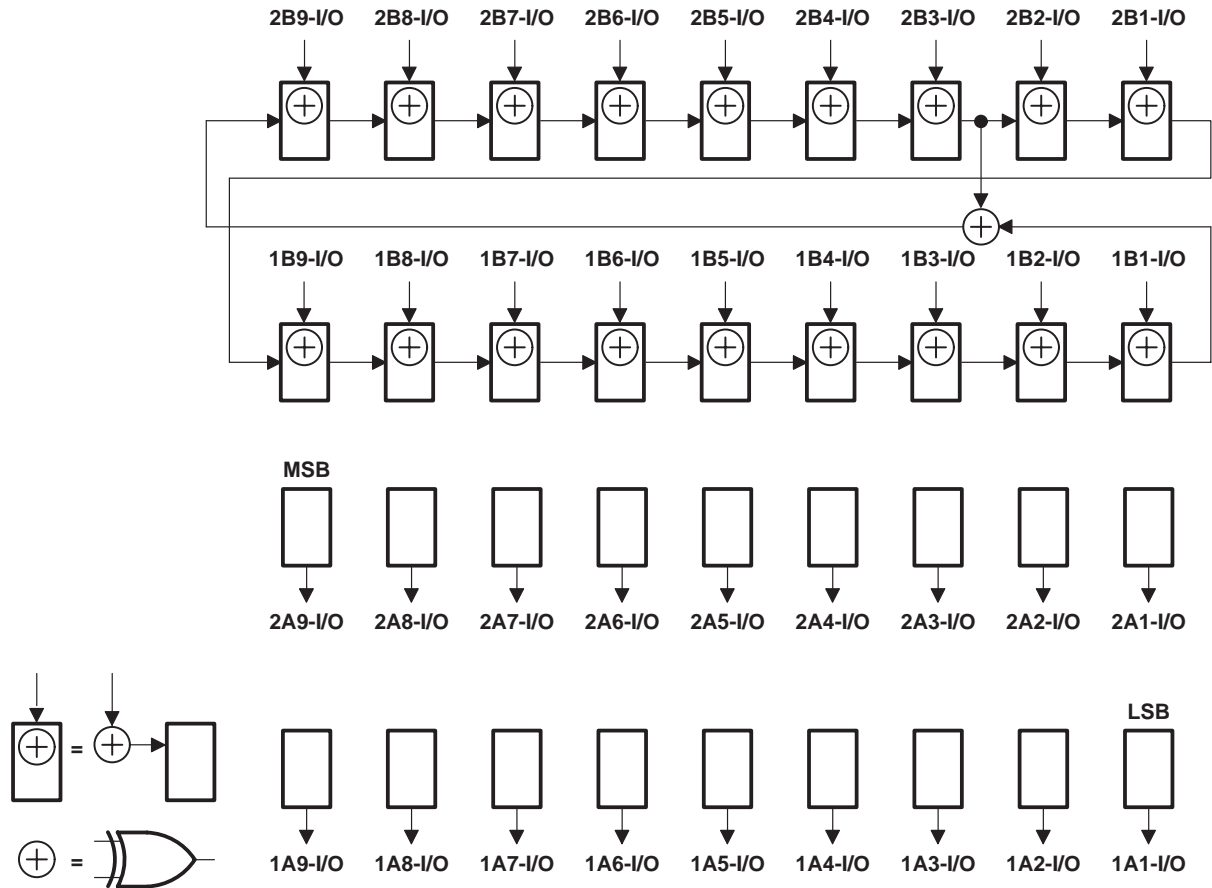 2B9-I/O 2B8-I/O 2B7-I/O 2B6-I/O 2B5-I/O 2B4-I/O 2B3-I/O 2B2-I/O 2B1-I/O
1B9-I/O 1B8-I/O 1B7-I/O 1B6-I/O 1B5-I/O 1B4-I/O 1B3-I/O 1B2-I/O 1B1-I/O
MSB
2A9-I/O 2A8-I/O 2A7-I/O 2A6-I/O 2A5-I/O 2A4-I/O 2A3-I/O 2A2-I/O 2A1-I/O
LSB
=
=
1A9-I/O 1A8-I/O 1A7-I/O 1A6-I/O 1A5-I/O 1A4-I/O 1A3-I/O 1A2-I/O 1A1-I/O